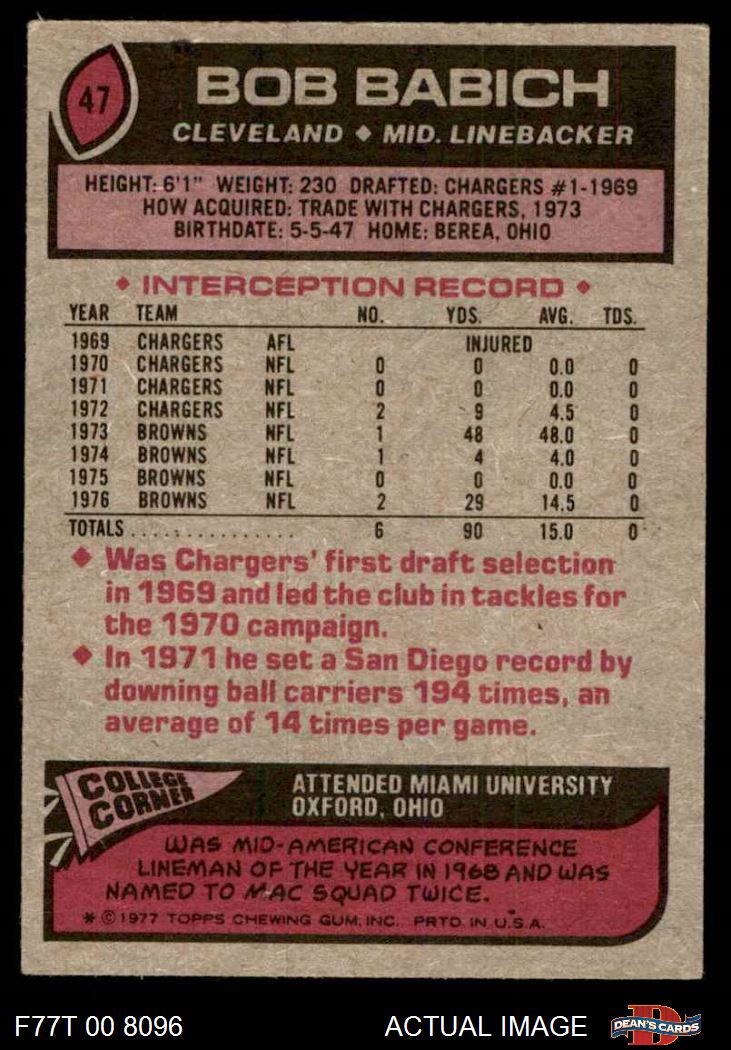 47
BOB BABICH
CLEVELAND ◆ MID. LINEBACKER
HEIGHT: 6'1" WEIGHT: 230 DRAFTED: CHARGERS #1-1969
HOW ACQUIRED: TRADE WITH CHARGERS, 1973
BIRTHDATE: 5-5-47 HOME: BEREA, OHIO
◆ INTERCEPTION RECORD ◆
YEAR TEAM NO. YDS. AVG. TDS.
1969 CHARGERS AFL INJURED
1970 CHARGERS NFL 0 0 0.0 0
1971 CHARGERS NFL 0 0 0.0 0
1972 CHARGERS NFL 2 9 4.5 0
1973 BROWNS NFL 1 48 48.0 0
1974 BROWNS NFL 1 4 4.0 0
1975 BROWNS NFL 0 0 0.0 0
1976 BROWNS NFL 2 29 14.5 0
TOTALS................ 6 90 15.0 0
◆ Was Chargers' first draft selection
in 1969 and led the club in tackles for
the 1970 campaign.
◆ In 1971 he set a San Diego record by
downing ball carriers 194 times, an
average of 14 times per game.
COLLEGE
CORNER
ATTENDED MIAMI UNIVERSITY
OXFORD, OHIO
WAS MID-AMERICAN CONFERENCE
LINEMAN OF THE YEAR IN 1968 AND WAS
NAMED TO MAC SQUAD TWICE.
* © 1977 TOPPS CHEWING GUM, INC. PRTD. IN U.S.A.
F77T 00 8096 ACTUAL IMAGE
D
DEAN'S CARDS